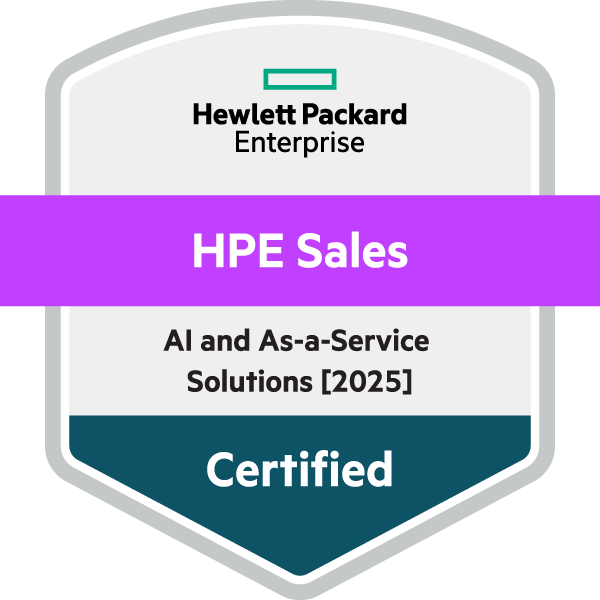 Hewlett Packard
Enterprise
HPE Sales
AI and As-a-Service
Solutions [2025]
Certified